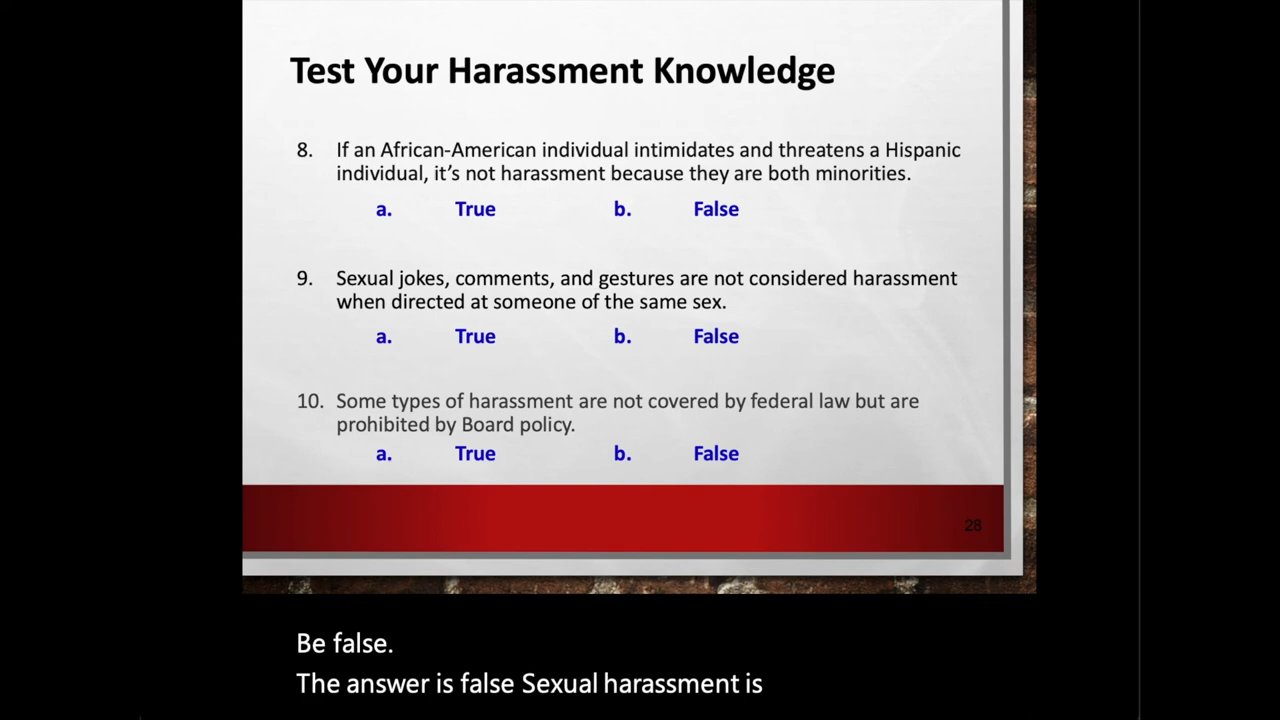 Test Your Harassment Knowledge
8. If an African-American individual intimidates and threatens a Hispanic
individual, it’s not harassment because they are both minorities.
a. True b. False
9. Sexual jokes, comments, and gestures are not considered harassment
when directed at someone of the same sex.
a. True b. False
10. Some types of harassment are not covered by federal law but are
prohibited by Board policy.
a. True b. False
28
Be false.
The answer is false Sexual harassment is